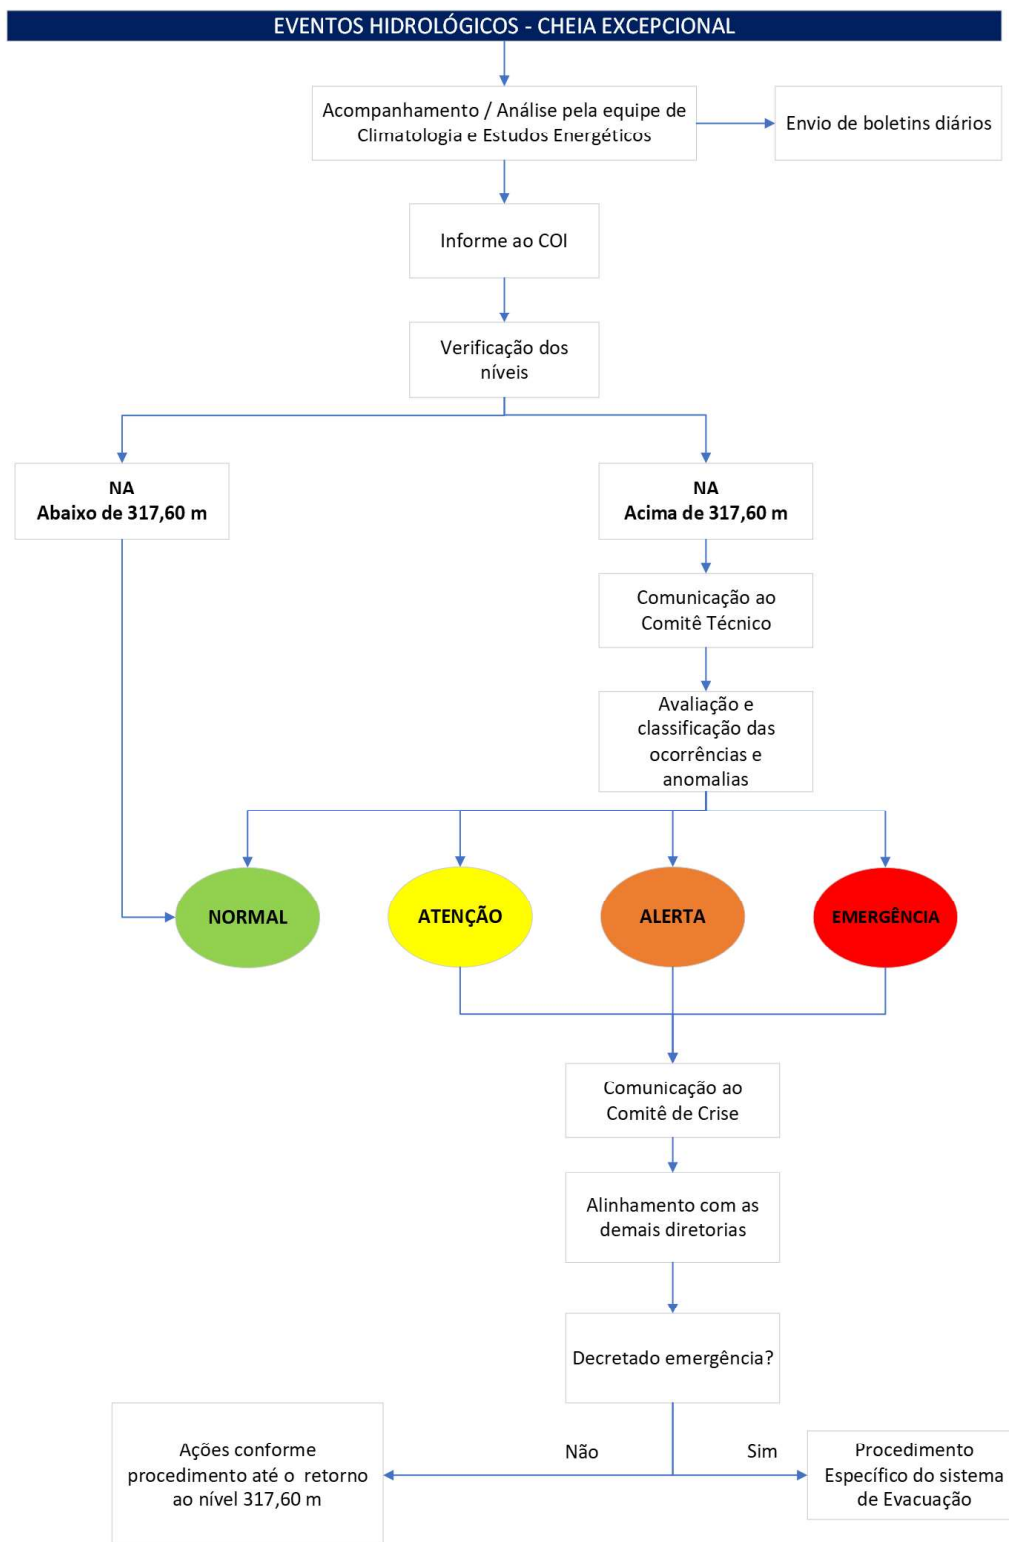 EVENTOS HIDROLÓGICOS - CHEIA EXCEPCIONAL
Acompanhamento / Análise pela equipe de
Climatologia e Estudos Energéticos
Envio de boletins diários
Informe ao COI
Verificação dos
níveis
NA
Abaixo de 317,60 m
NA
Acima de 317,60 m
Comunicação ao
Comitê Técnico
Avaliação e
classificação das
ocorrências e
anomalias
NORMAL
ATENÇÃO
ALERTA
EMERGÊNCIA
Comunicação ao
Comitê de Crise
Alinhamento com as
demais diretorias
Decretado emergência?
Não
Sim
Ações conforme
procedimento até o retorno
ao nível 317,60 m
Procedimento
Específico do sistema
de Evacuação